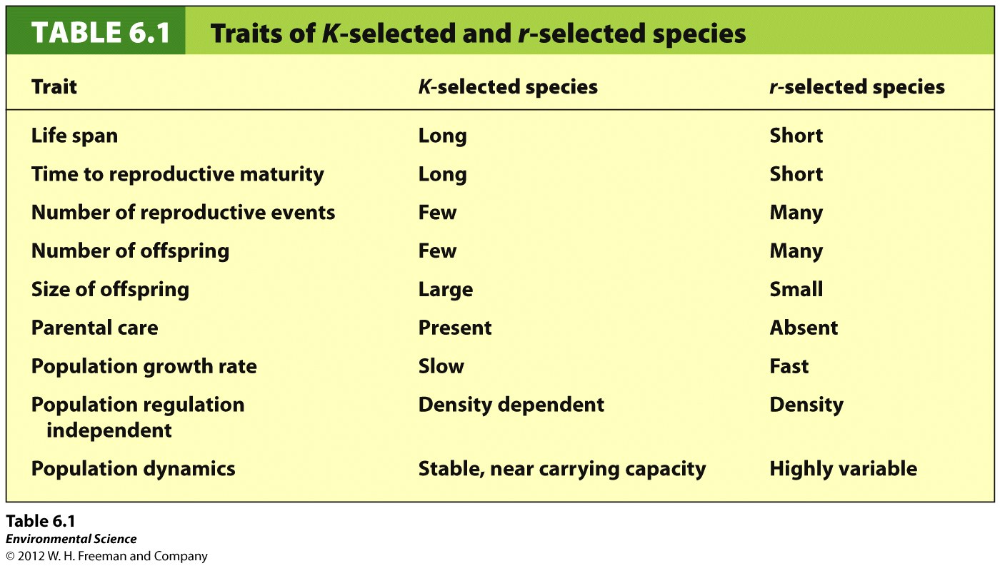 TABLE 6.1 Traits of K-selected and r-selected species
Trait K-selected species r-selected species
Life span Long Short
Time to reproductive maturity Long Short
Number of reproductive events Few Many
Number of offspring Few Many
Size of offspring Large Small
Parental care Present Absent
Population growth rate Slow Fast
Population regulation Density dependent Density
independent
Population dynamics Stable, near carrying capacity Highly variable
Table 6.1
Environmental Science
© 2012 W. H. Freeman and Company